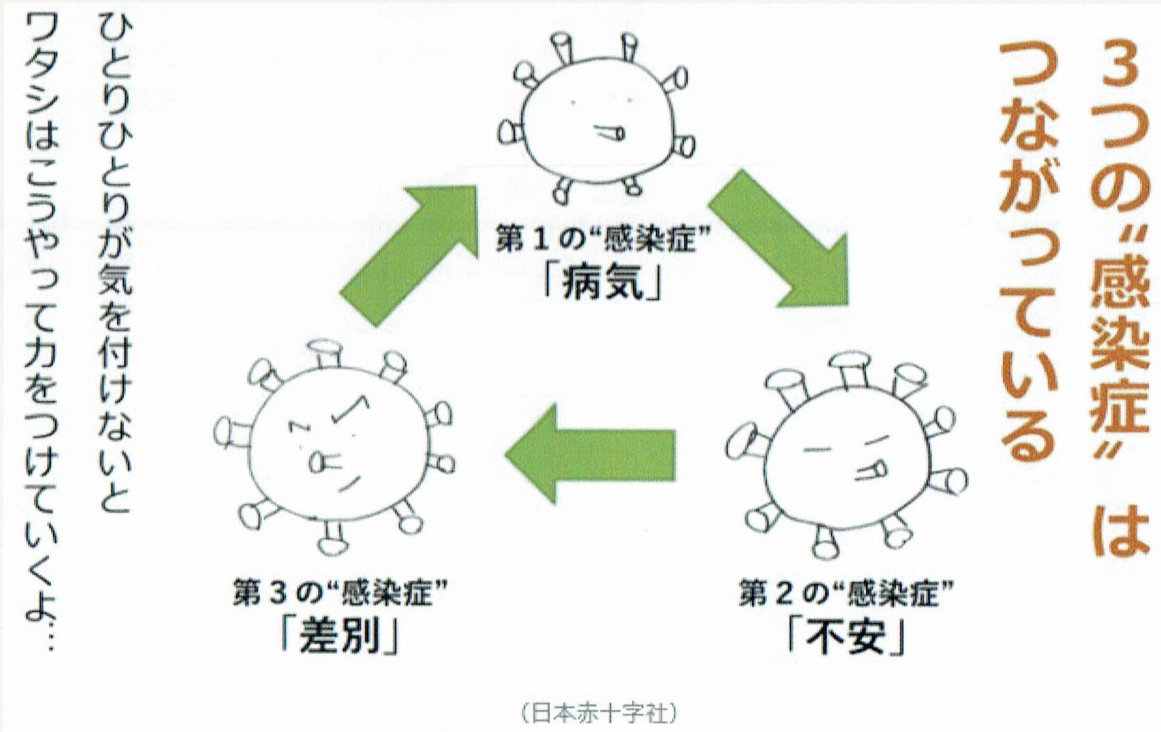 3つの“感染症”は
つながっている
第1の“感染症”
「病気」
第2の“感染症”
「不安」
第3の“感染症”
「差別」
ひとりひとりが気を付けないと
ワタシはこうやって力をつけていくよ…
（日本赤十字社）